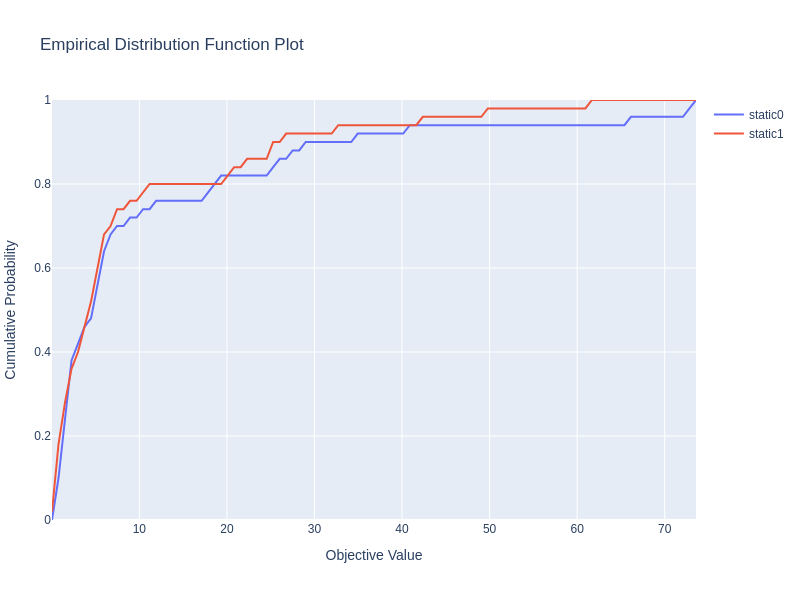 Empirical Distribution Function Plot
1
0.8
0.6
0.4
0.2
0
Cumulative Probability
10 20 30 40 50 60 70
Objective Value
static0
static1